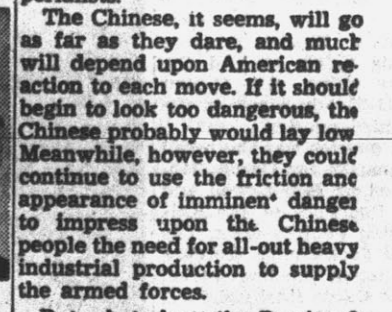 The Chinese, it seems, will go
as far as they dare, and much
will depend upon American re-
action to each move. If it should
begin to look too dangerous, the
Chinese probably would lay low
Meanwhile, however, they could
continue to use the friction and
appearance of imminent danger
to impress upon the Chinese
people the need for all-out heavy
industrial production to supply
the armed forces.